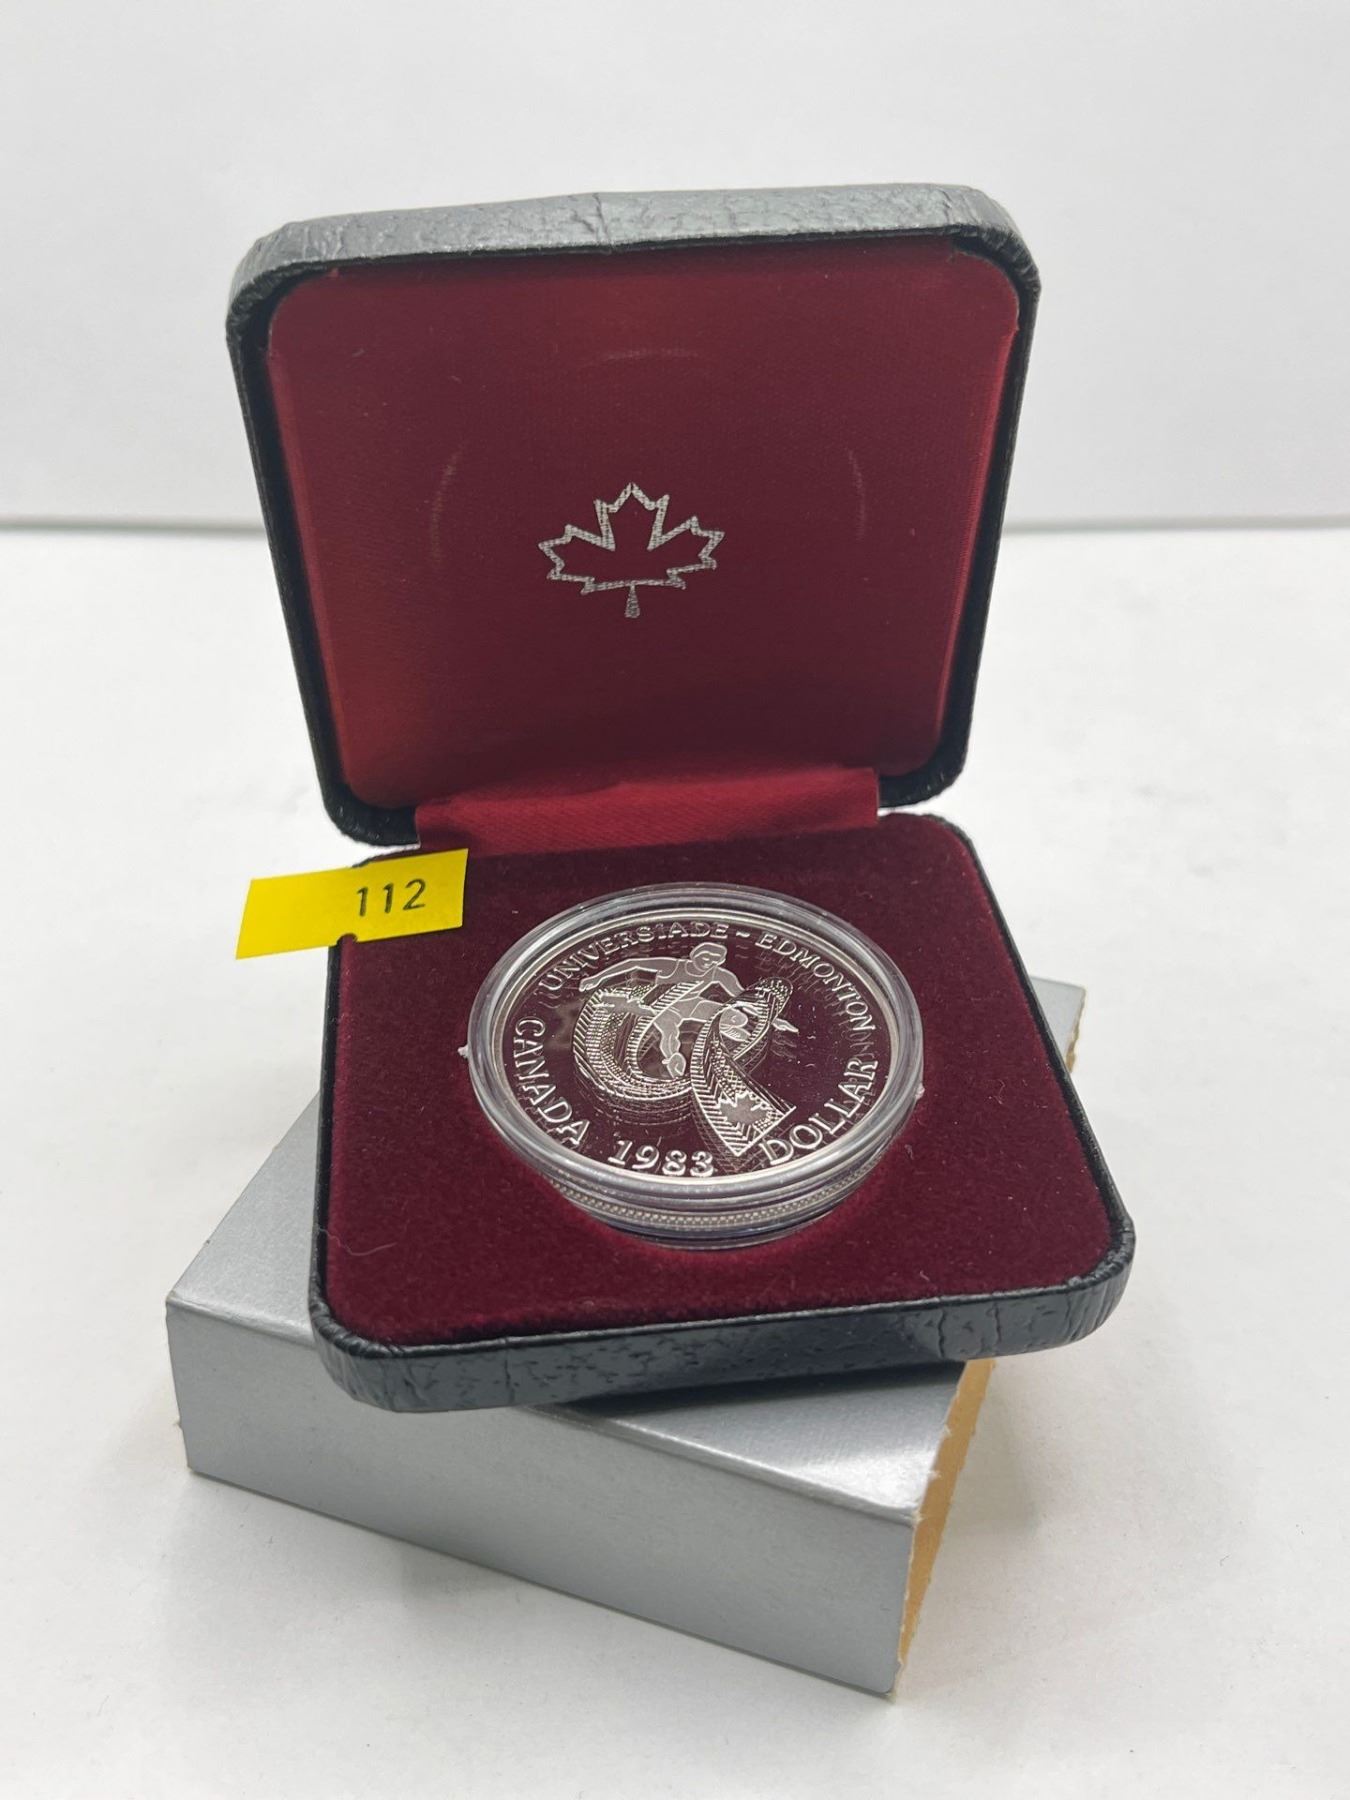 112
UNIVERSIADE ~ EDMONTON
CANADA 1983 DOLLAR